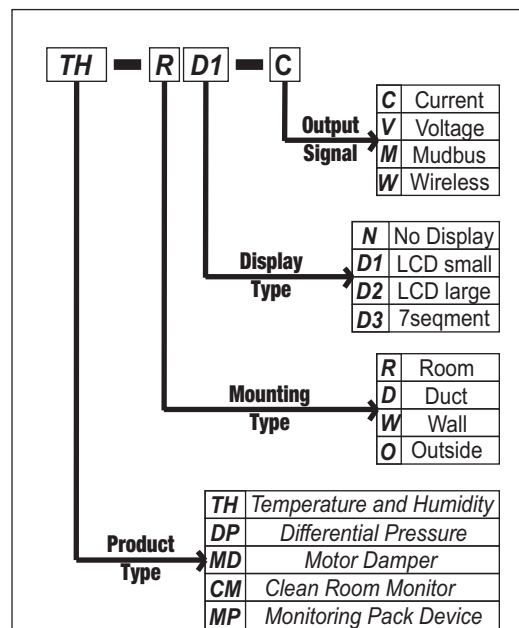 TH - R D1 - C
Output
Signal
C Current
V Voltage
M Mudbus
W Wireless
Display
Type
N No Display
D1 LCD small
D2 LCD large
D3 7seqment
Mounting
Type
R Room
D Duct
W Wall
O Outside
Product
Type
TH Temperature and Humidity
DP Differential Pressure
MD Motor Damper
CM Clean Room Monitor
MP Monitoring Pack Device